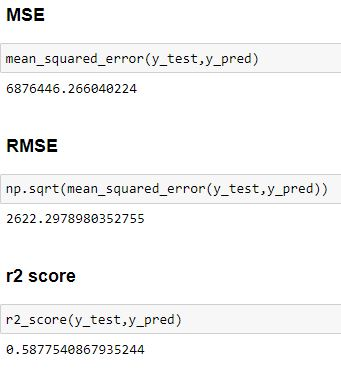 MSE
mean_squared_error(y_test,y_pred)
6876446.266040224
RMSE
np.sqrt(mean_squared_error(y_test,y_pred))
2622.2978980352755
r2 score
r2_score(y_test,y_pred)
0.5877540867935244